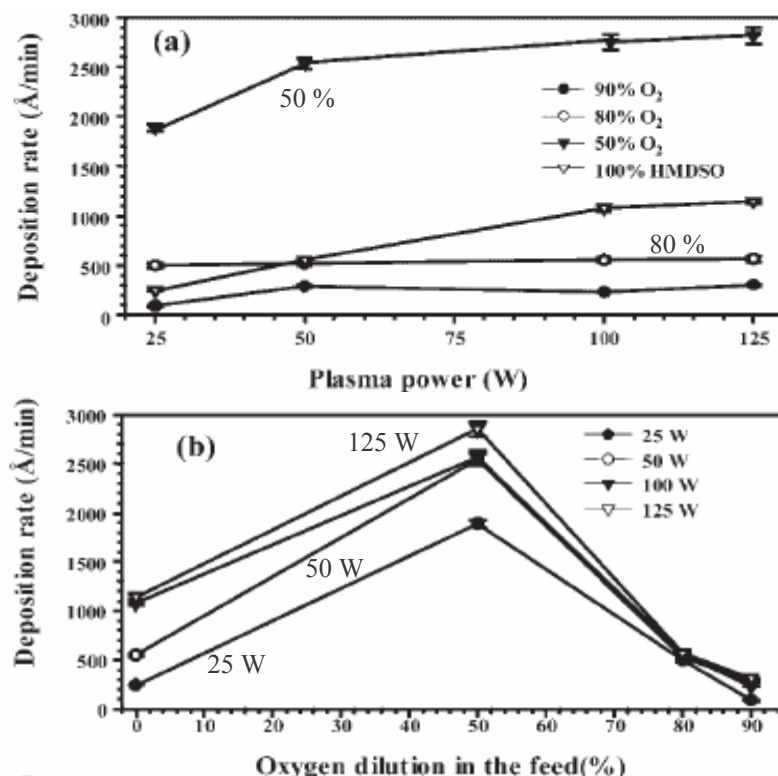 (a)
3000
2500
2000
1500
1000
500
0
Deposition rate (Å/min)
50 %
90% O₂
80% O₂
50% O₂
100% HMDSO
80 %
25 50 75 100 125
Plasma power (W)
(b)
3000
2500
2000
1500
1000
500
0
Deposition rate (Å/min)
125 W
50 W
25 W
25 W
50 W
100 W
125 W
0 10 20 30 40 50 60 70 80 90
Oxygen dilution in the feed(%)